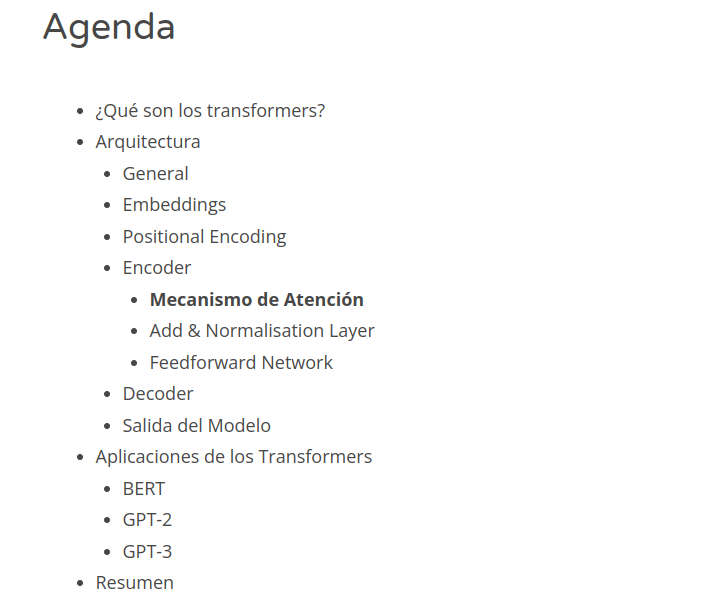 Agenda
¿Qué son los transformers?
Arquitectura
General
Embeddings
Positional Encoding
Encoder
Mecanismo de Atención
Add & Normalisation Layer
Feedforward Network
Decoder
Salida del Modelo
Aplicaciones de los Transformers
BERT
GPT-2
GPT-3
Resumen